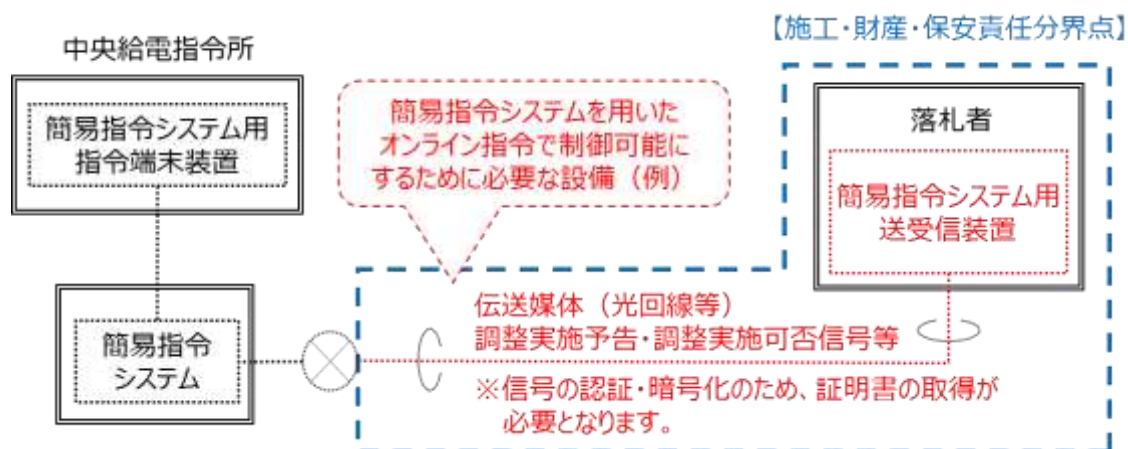 【施工・財産・保安責任分界点】
中央給電指令所
簡易指令システム用
指令端末装置
簡易指令システムを用いた
オンライン指令で制御可能に
するために必要な設備（例）
落札者
簡易指令システム用
送受信装置
簡易指令
システム
伝送媒体（光回線等）
調整実施予告・調整実施可否信号等
※信号の認証・暗号化のため、証明書の取得が
必要となります。